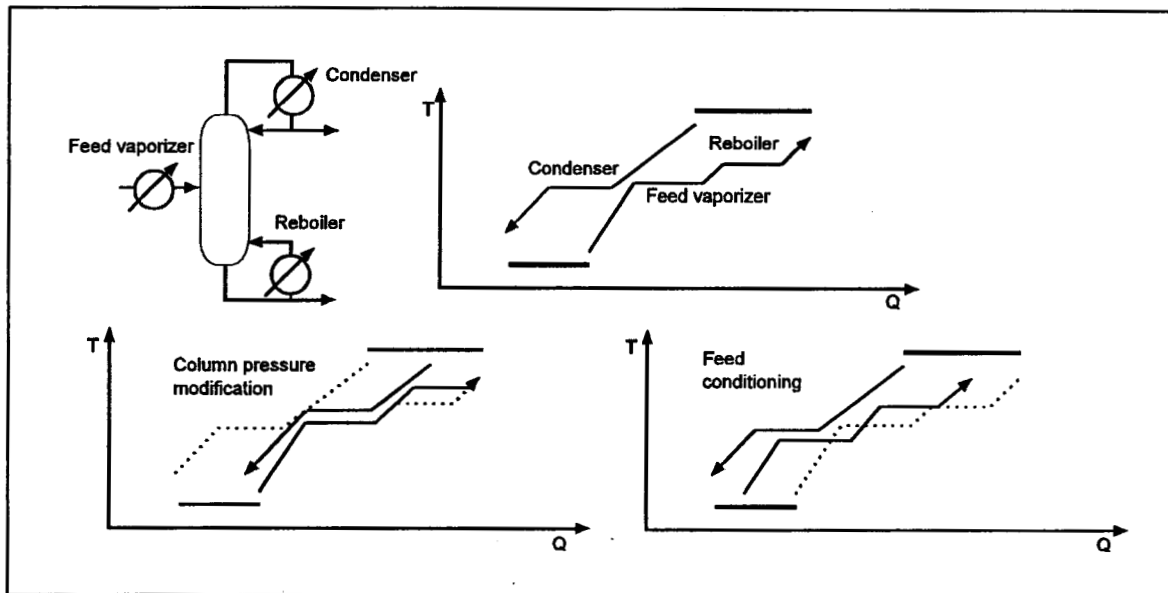 Condenser
Feed vaporizer
Reboiler
T
Condenser
Reboiler
Feed vaporizer
Q
T
Column pressure
modification
Q
T
Feed
conditioning
Q